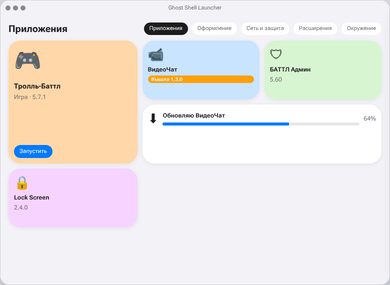 Ghost Shell Launcher
Приложения
Приложения
Оформление
Сеть и защита
Расширения
Окружение
Тролль-Баттл
Игра · 5.7.1
Запустить
ВидеоЧат
Вышла 1.3.0
БАТТЛ Админ
5.60
Обновляю ВидеоЧат
64%
Lock Screen
2.4.0